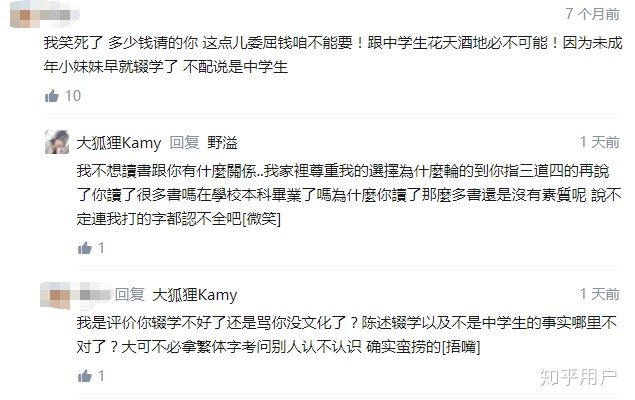 7 个月前
我笑死了 多少钱请的你 这点儿委屈钱咱不能要！跟中学生花天酒地必不可能！因为未成
年小妹妹早就辍学了 不配说是中学生
10
大狐狸Kamy 回复 野溢
1 天前
我不想讀書跟你有什麼關係..我家裡尊重我的選擇為什麼輪的到你指三道四的再說
了你讀了很多書嗎在學校本科畢業了嗎為什麼你讀了那麼多書還是沒有素質呢 說不
定連我打的字都認不全吧[微笑]
1
回复 大狐狸Kamy
1 天前
我是评价你辍学不好了还是骂你没文化了？陈述辍学以及不是中学生的事实哪里不
对了？大可不必拿繁体字考问别人认不认识 确实蛮捞的[捂嘴]
1
知乎用户